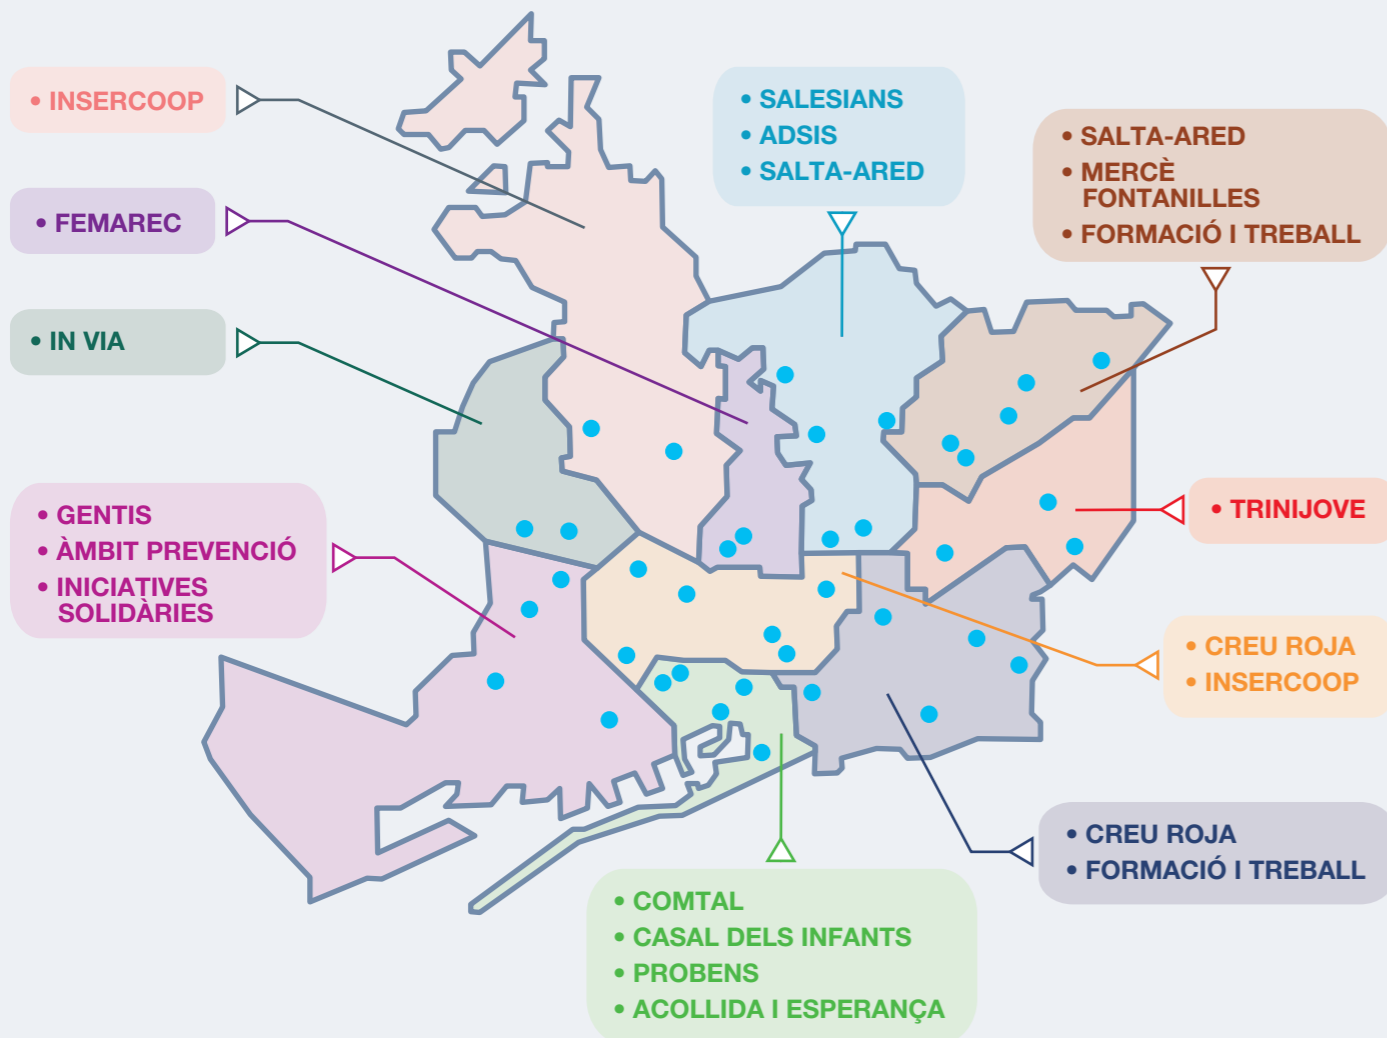 • INSERCOOP
• FEMAREC
• IN VIA
• GENTIS
• ÀMBIT PREVENCIÓ
• INICIATIVES
SOLIDÀRIES
• SALESIANS
• ADSIS
• SALTA-ARED
• SALTA-ARED
• MERCÈ
FONTANILLES
• FORMACIÓ I TREBALL
• TRINIJOVE
• CREU ROJA
• INSERCOOP
• CREU ROJA
• FORMACIÓ I TREBALL
• COMTAL
• CASAL DELS INFANTS
• PROBENS
• ACOLLIDA I ESPERANÇA